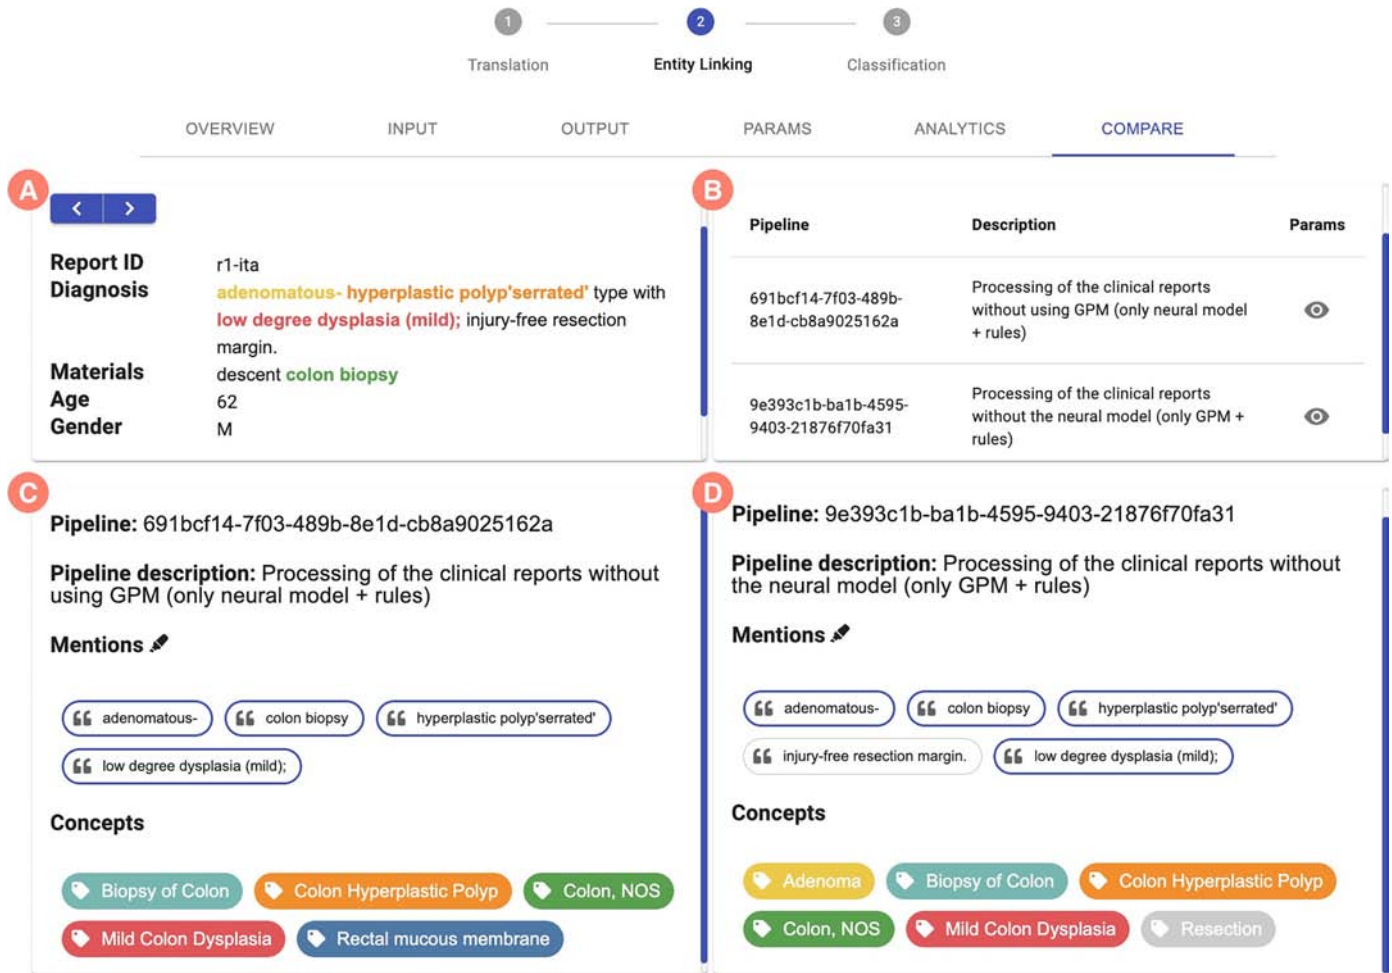 1
2
3
Translation
Entity Linking
Classification
OVERVIEW
INPUT
OUTPUT
PARAMS
ANALYTICS
COMPARE
A
Report ID r1-ita
Diagnosis adenomatous- hyperplastic polyp'serrated' type with
low degree dysplasia (mild); injury-free resection
margin.
Materials descent colon biopsy
Age 62
Gender M
B
Pipeline Description Params
691bcf14-7f03-489b-
8e1d-cb8a9025162a
Processing of the clinical reports
without using GPM (only neural model
+ rules)
9e393c1b-ba1b-4595-
9403-21876f70fa31
Processing of the clinical reports
without the neural model (only GPM +
rules)
C
Pipeline: 691bcf14-7f03-489b-8e1d-cb8a9025162a
Pipeline description: Processing of the clinical reports without
using GPM (only neural model + rules)
Mentions
adenomatous-
colon biopsy
hyperplastic polyp'serrated'
low degree dysplasia (mild);
Concepts
Biopsy of Colon
Colon Hyperplastic Polyp
Colon, NOS
Mild Colon Dysplasia
Rectal mucous membrane
D
Pipeline: 9e393c1b-ba1b-4595-9403-21876f70fa31
Pipeline description: Processing of the clinical reports without
the neural model (only GPM + rules)
Mentions
adenomatous-
colon biopsy
hyperplastic polyp'serrated'
injury-free resection margin.
low degree dysplasia (mild);
Concepts
Adenoma
Biopsy of Colon
Colon Hyperplastic Polyp
Colon, NOS
Mild Colon Dysplasia
Resection